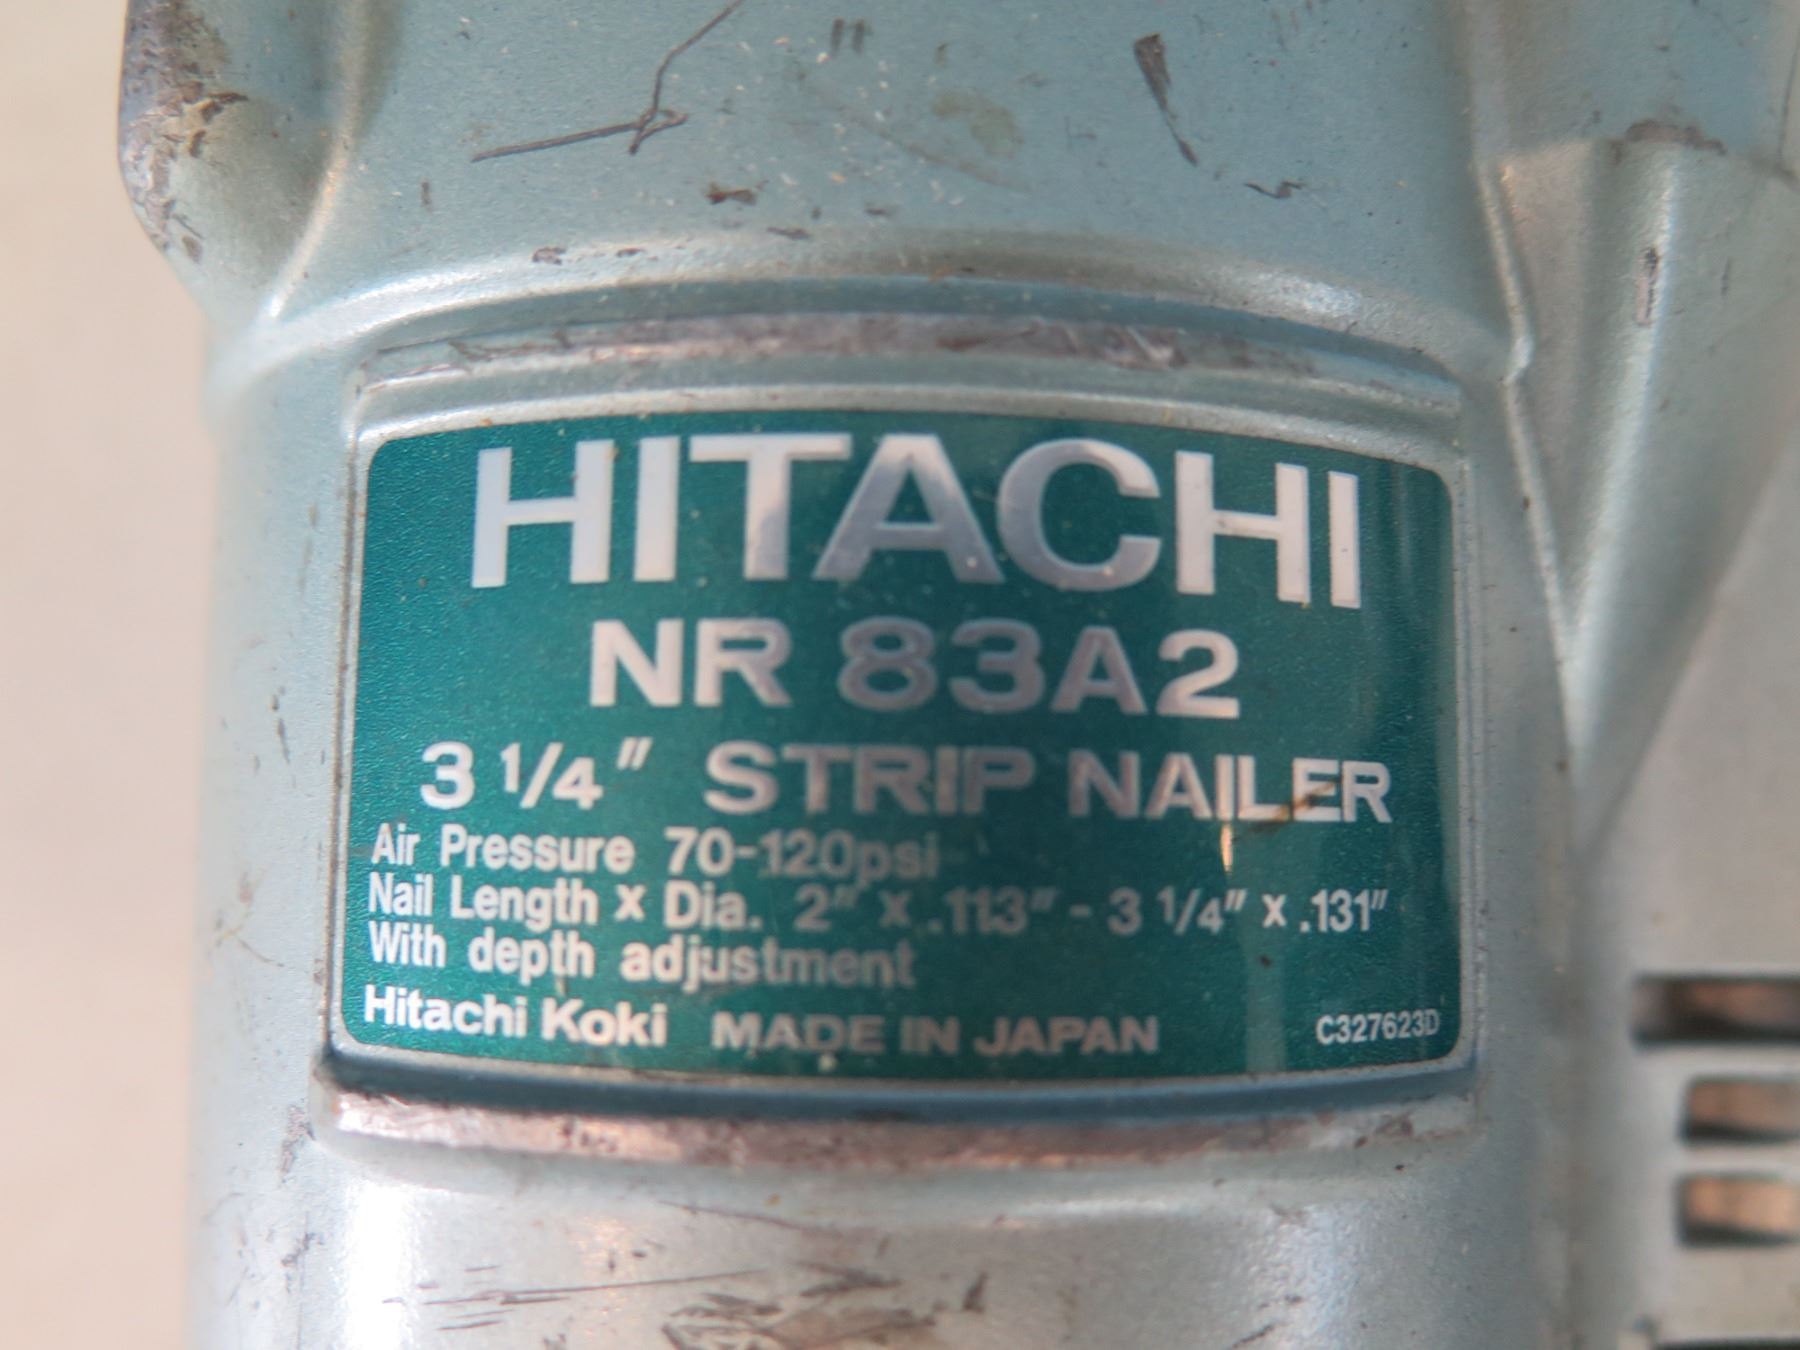 HITACHI
NR 83A2
3 1/4" STRIP NAILER
Air Pressure 70-120psi
Nail Length x Dia. 2" x .113" - 3 1/4" x .131"
With depth adjustment
Hitachi Koki MADE IN JAPAN C327623D